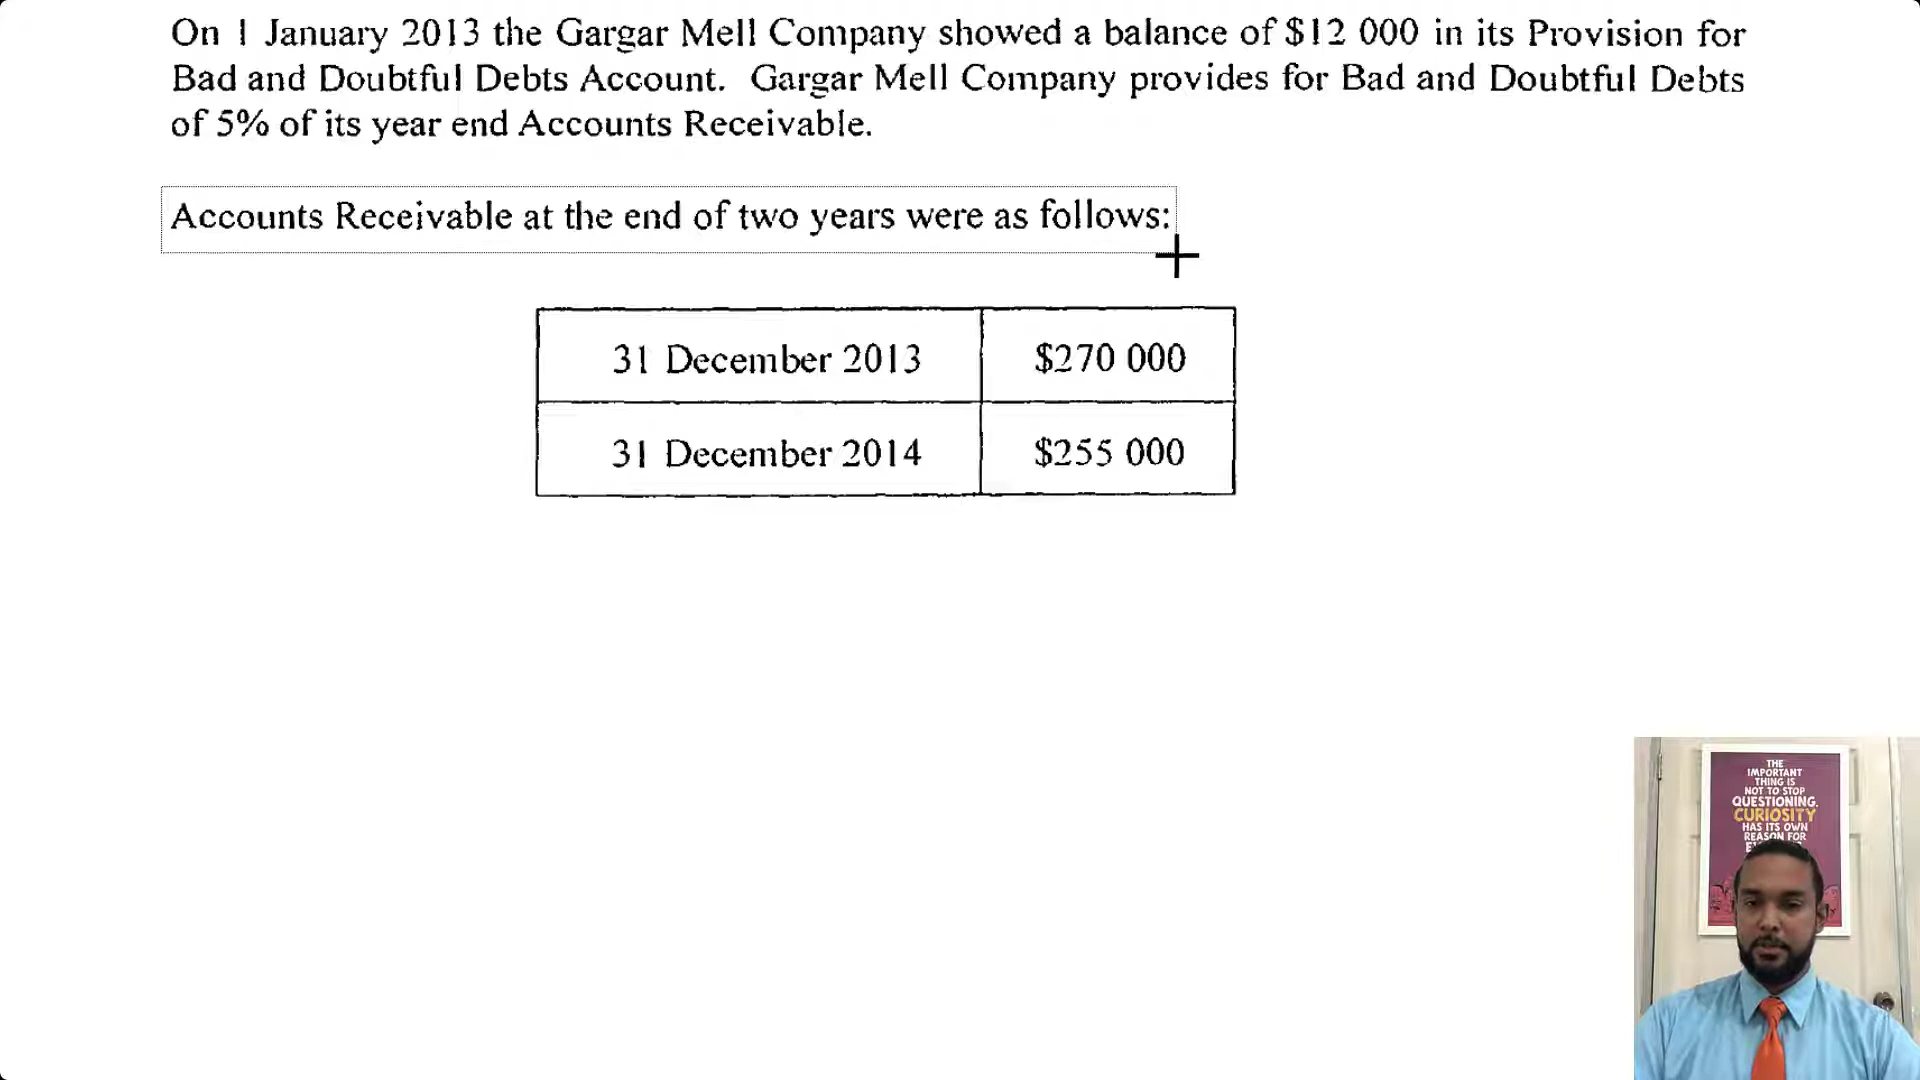 On 1 January 2013 the Gargar Mell Company showed a balance of $12 000 in its Provision for
Bad and Doubtful Debts Account. Gargar Mell Company provides for Bad and Doubtful Debts
of 5% of its year end Accounts Receivable.
Accounts Receivable at the end of two years were as follows:
31 December 2013 $270 000
31 December 2014 $255 000
THE
IMPORTANT
THING IS
NOT TO STOP
QUESTIONING.
CURIOSITY
HAS ITS OWN
REASON FOR